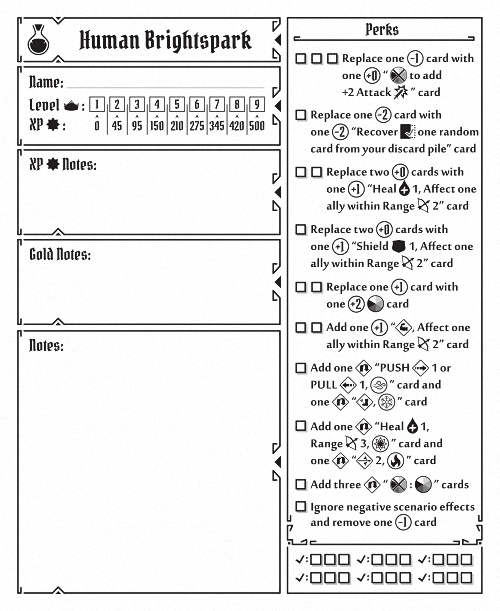 Human Brightspark
Name:
Level :
1 2 3 4 5 6 7 8 9
XP :
0 45 95 150 210 275 345 420 500
XP Notes:
Gold Notes:
Notes:
Perks
Replace one -1 card with
one +0 “ to add
+2 Attack ” card
Replace one -2 card with
one -2 “Recover one random
card from your discard pile” card
Replace two +0 cards with
one +1 “Heal 1, Affect one
ally within Range 2” card
Replace two +0 cards with
one +1 “Shield 1, Affect one
ally within Range 2” card
Replace one +1 card with
one +2 card
Add one +1 “ , Affect one
ally within Range 2” card
Add one “PUSH 1 or
PULL 1, ” card and
one “ , ” card
Add one “Heal 1,
Range 3, ” card and
one “ 2, ” card
Add three “ : ” cards
Ignore negative scenario effects
and remove one -1 card
✓: ✓: ✓:
✓: ✓: ✓: